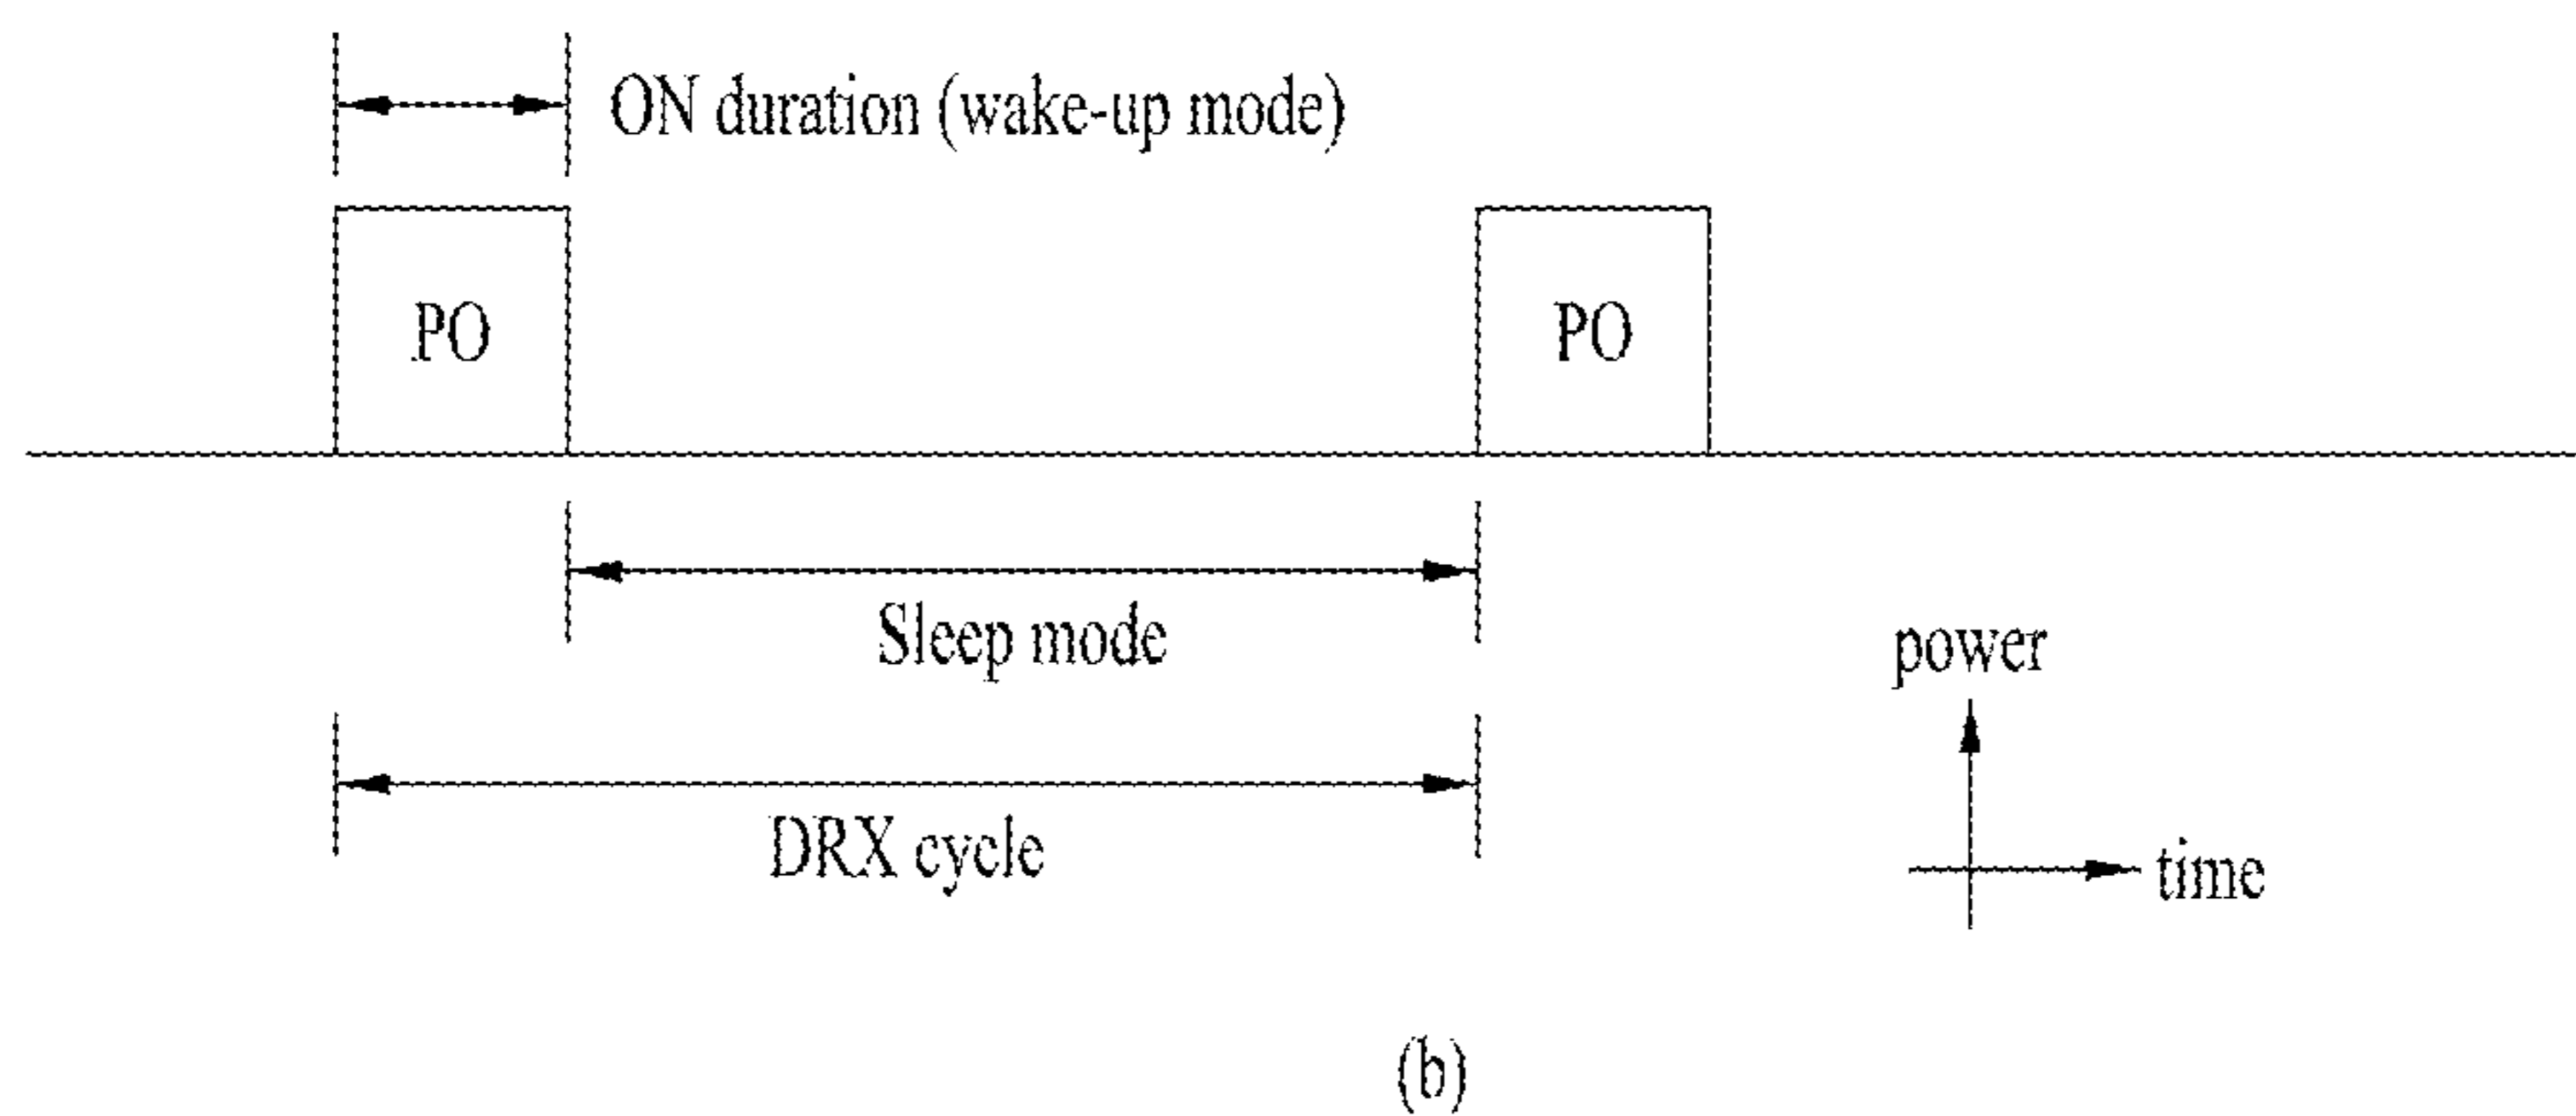 ON duration (wake-up mode)
PO
PO
Sleep mode
power
DRX cycle
time
(b)